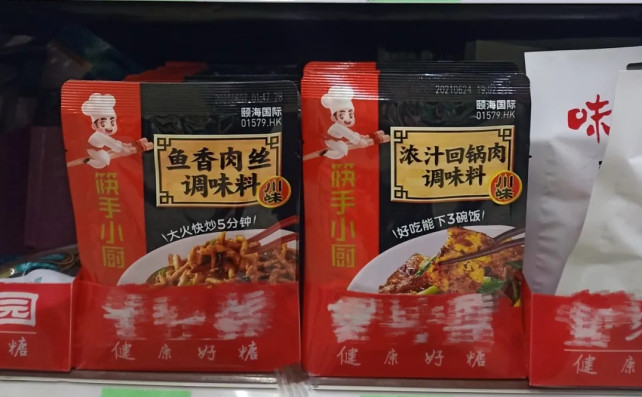 颐海国际
01579.HK
鱼香肉丝
调味料
川味
大火快炒5分钟!
筷手小厨
20210624
颐海国际
01579.HK
浓汁回锅肉
调味料
川味
好吃能下3碗饭!
筷手小厨
味
园
糖
健康好糖
健康好糖
健